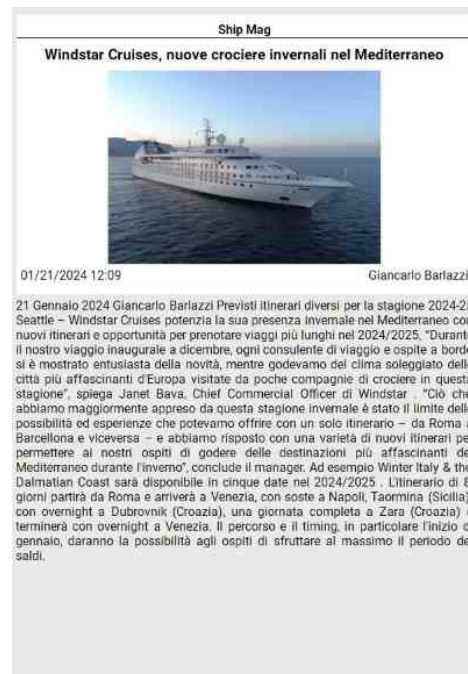 Ship Mag
Windstar Cruises, nuove crociere invernali nel Mediterraneo
01/21/2024 12:09
Giancarlo Barlazzi
21 Gennaio 2024 Giancarlo Barlazzi Previsti itinerari diversi per la stagione 2024-25
Seattle – Windstar Cruises potenzia la sua presenza invernale nel Mediterraneo con
nuovi itinerari e opportunità per prenotare viaggi più lunghi nel 2024/2025. "Durante
il nostro viaggio inaugurale a dicembre, ogni consulente di viaggio e ospite a bordo
si è mostrato entusiasta della novità, mentre godevamo del clima soleggiato dell
città più affascinanti d'Europa visitate da poche compagnie di crociere in questa
stagione", spiega Janet Bava, Chief Commercial Officer di Windstar . "Ciò che
abbiamo maggiormente appreso da questa stagione invernale è stato il limite dell
possibilità ed esperienze che potevamo offrire con un solo itinerario – da Roma a
Barcellona e viceversa – e abbiamo risposto con una varietà di nuovi itinerari pe
permettere ai nostri ospiti di godere delle destinazioni più affascinanti de
Mediterraneo durante l'inverno", conclude il manager. Ad esempio Winter Italy & the
Dalmatian Coast sarà disponibile in cinque date nel 2024/2025 . L'itinerario di 8
giorni partirà da Roma e arriverà a Venezia, con soste a Napoli, Taormina (Sicilia)
con overnight a Dubrovnik (Croazia), una giornata completa a Zara (Croazia)
terminerà con overnight a Venezia. Il percorso e il timing, in particolare l'inizio d
gennaio, daranno la possibilità agli ospiti di sfruttare al massimo il periodo de
saldi.